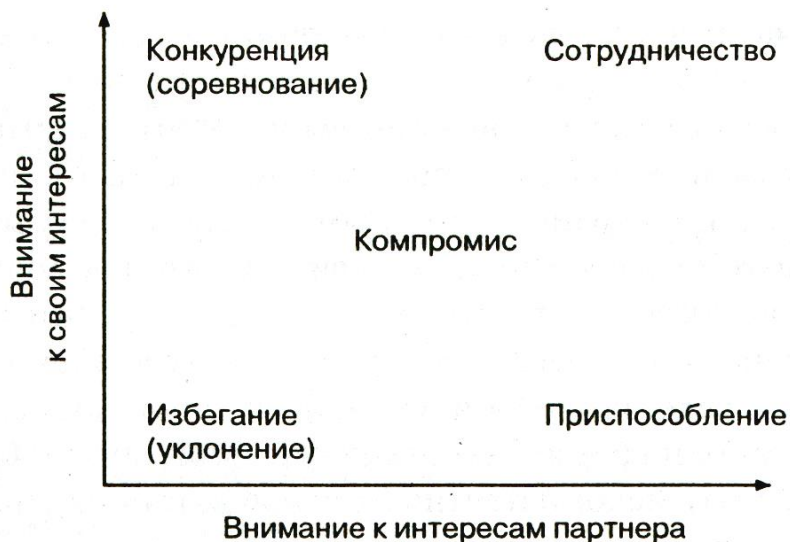 Конкуренция
(соревнование)
Сотрудничество
Внимание
к своим интересам
Компромис
Избегание
(уклонение)
Приспособление
Внимание к интересам партнера